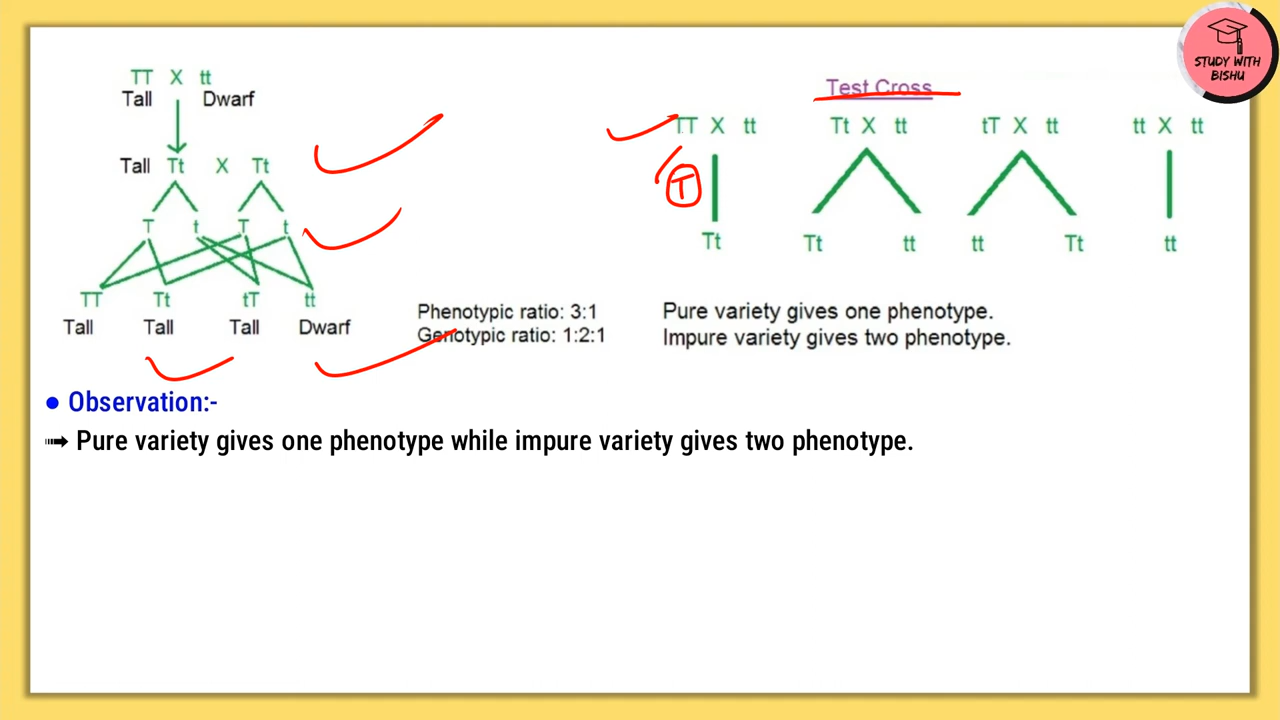 TT X tt
Tall Dwarf
Tall Tt X Tt
T t T t
TT Tt tT tt
Tall Tall Tall Dwarf
Phenotypic ratio: 3:1
Genotypic ratio: 1:2:1
Test Cross
TT X tt Tt X tt tT X tt tt X tt
T
Tt Tt tt tt Tt tt
Pure variety gives one phenotype.
Impure variety gives two phenotype.
● Observation:-
➟ Pure variety gives one phenotype while impure variety gives two phenotype.
STUDY WITH
BISHU